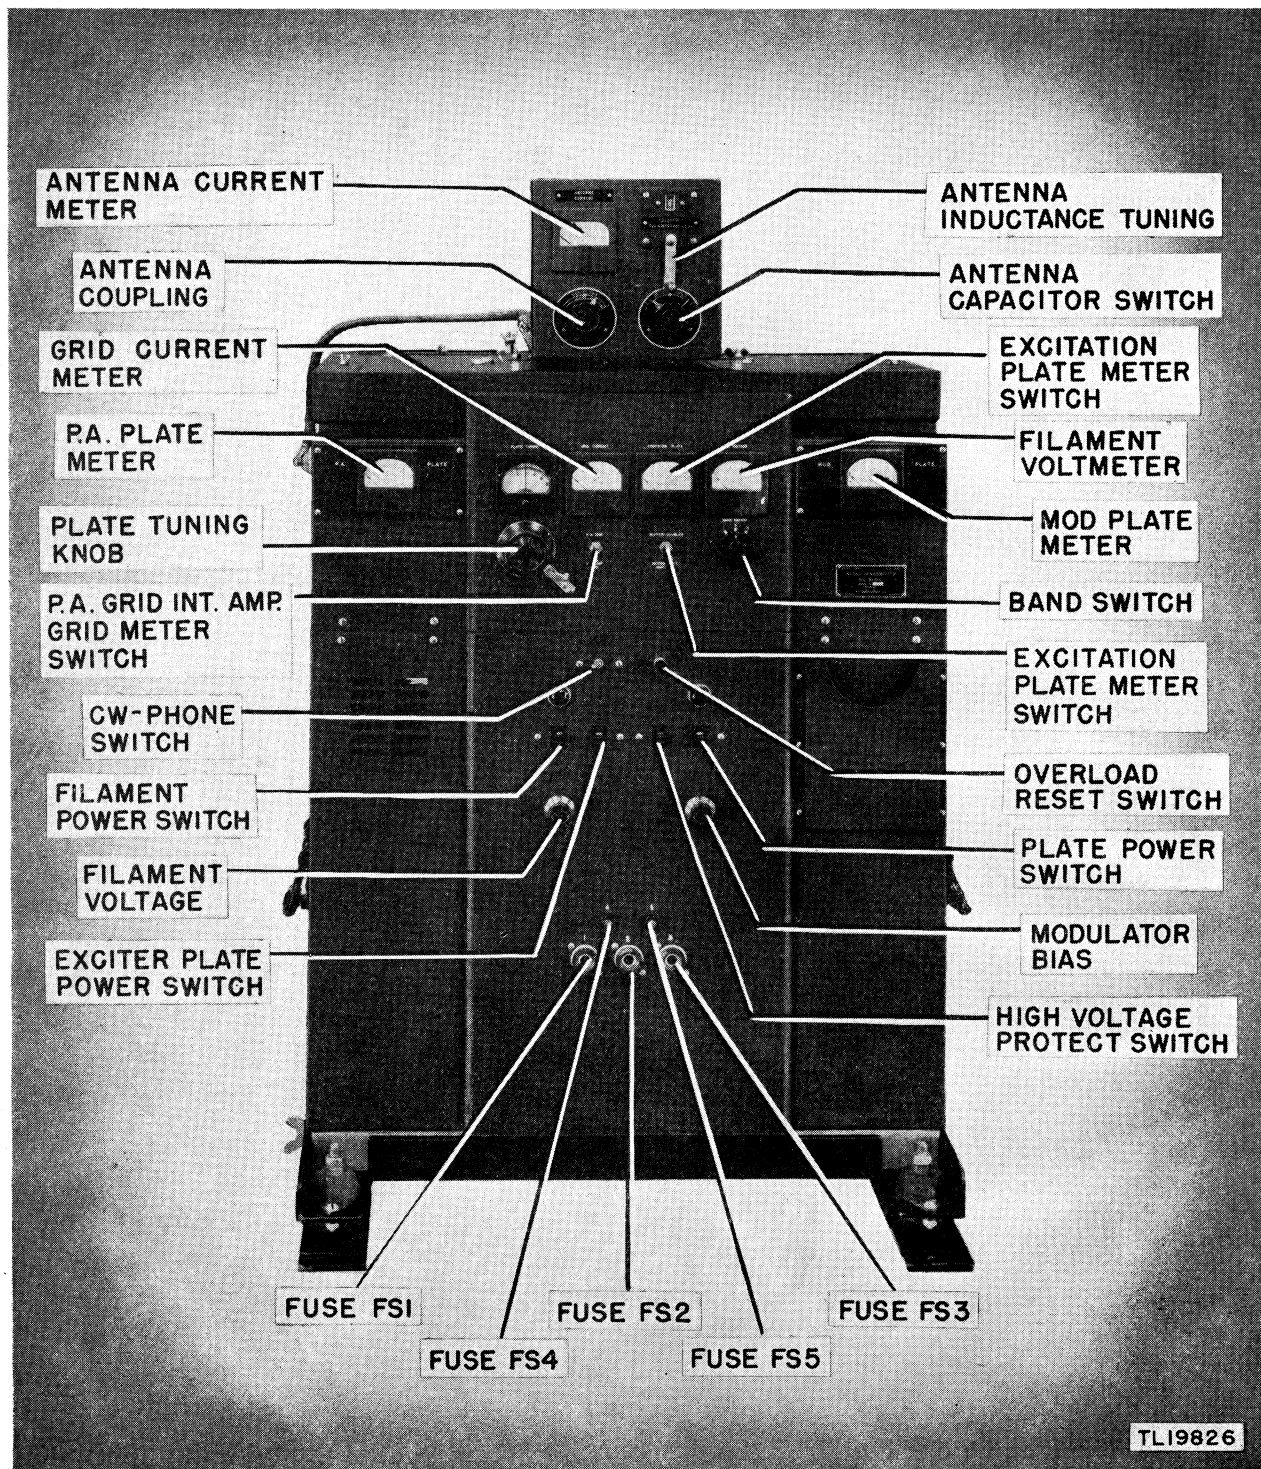 ANTENNA CURRENT
METER
ANTENNA
COUPLING
GRID CURRENT
METER
P.A. PLATE
METER
PLATE TUNING
KNOB
P.A. GRID INT. AMP.
GRID METER
SWITCH
CW-PHONE
SWITCH
FILAMENT
POWER SWITCH
FILAMENT
VOLTAGE
EXCITER PLATE
POWER SWITCH
ANTENNA
INDUCTANCE TUNING
ANTENNA
CAPACITOR SWITCH
EXCITATION
PLATE METER
SWITCH
FILAMENT
VOLTMETER
MOD PLATE
METER
BAND SWITCH
EXCITATION
PLATE METER
SWITCH
OVERLOAD
RESET SWITCH
PLATE POWER
SWITCH
MODULATOR
BIAS
HIGH VOLTAGE
PROTECT SWITCH
P.A. PLATE
MOD. PLATE
FUSE FS1
FUSE FS2
FUSE FS3
FUSE FS4
FUSE FS5
TL19826